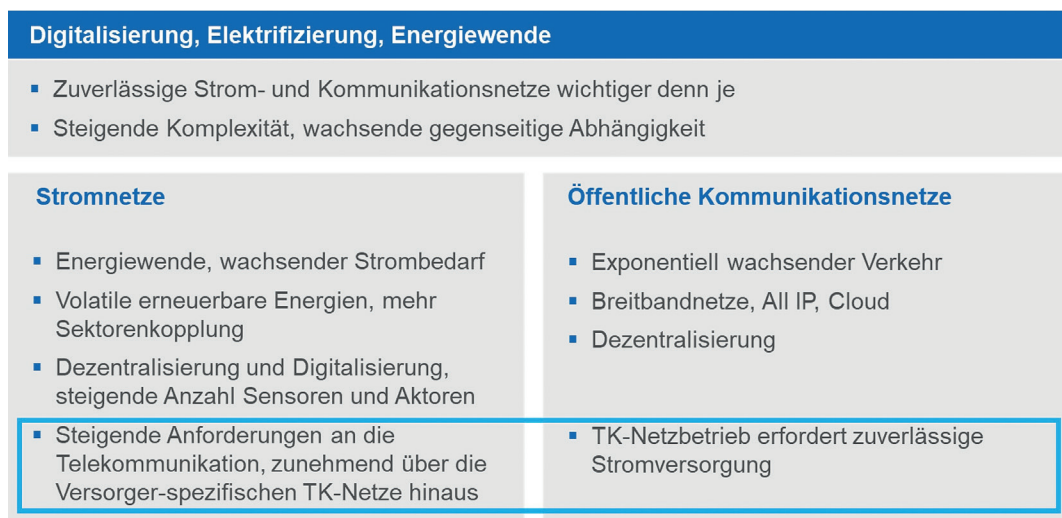 Digitalisierung, Elektrifizierung, Energiewende
▪ Zuverlässige Strom- und Kommunikationsnetze wichtiger denn je
▪ Steigende Komplexität, wachsende gegenseitige Abhängigkeit
Stromnetze
▪ Energiewende, wachsender Strombedarf
▪ Volatile erneuerbare Energien, mehr
Sektorenkopplung
▪ Dezentralisierung und Digitalisierung,
steigende Anzahl Sensoren und Aktoren
▪ Steigende Anforderungen an die
Telekommunikation, zunehmend über die
Versorger-spezifischen TK-Netze hinaus
Öffentliche Kommunikationsnetze
▪ Exponentiell wachsender Verkehr
▪ Breitbandnetze, All IP, Cloud
▪ Dezentralisierung
▪ TK-Netzbetrieb erfordert zuverlässige
Stromversorgung